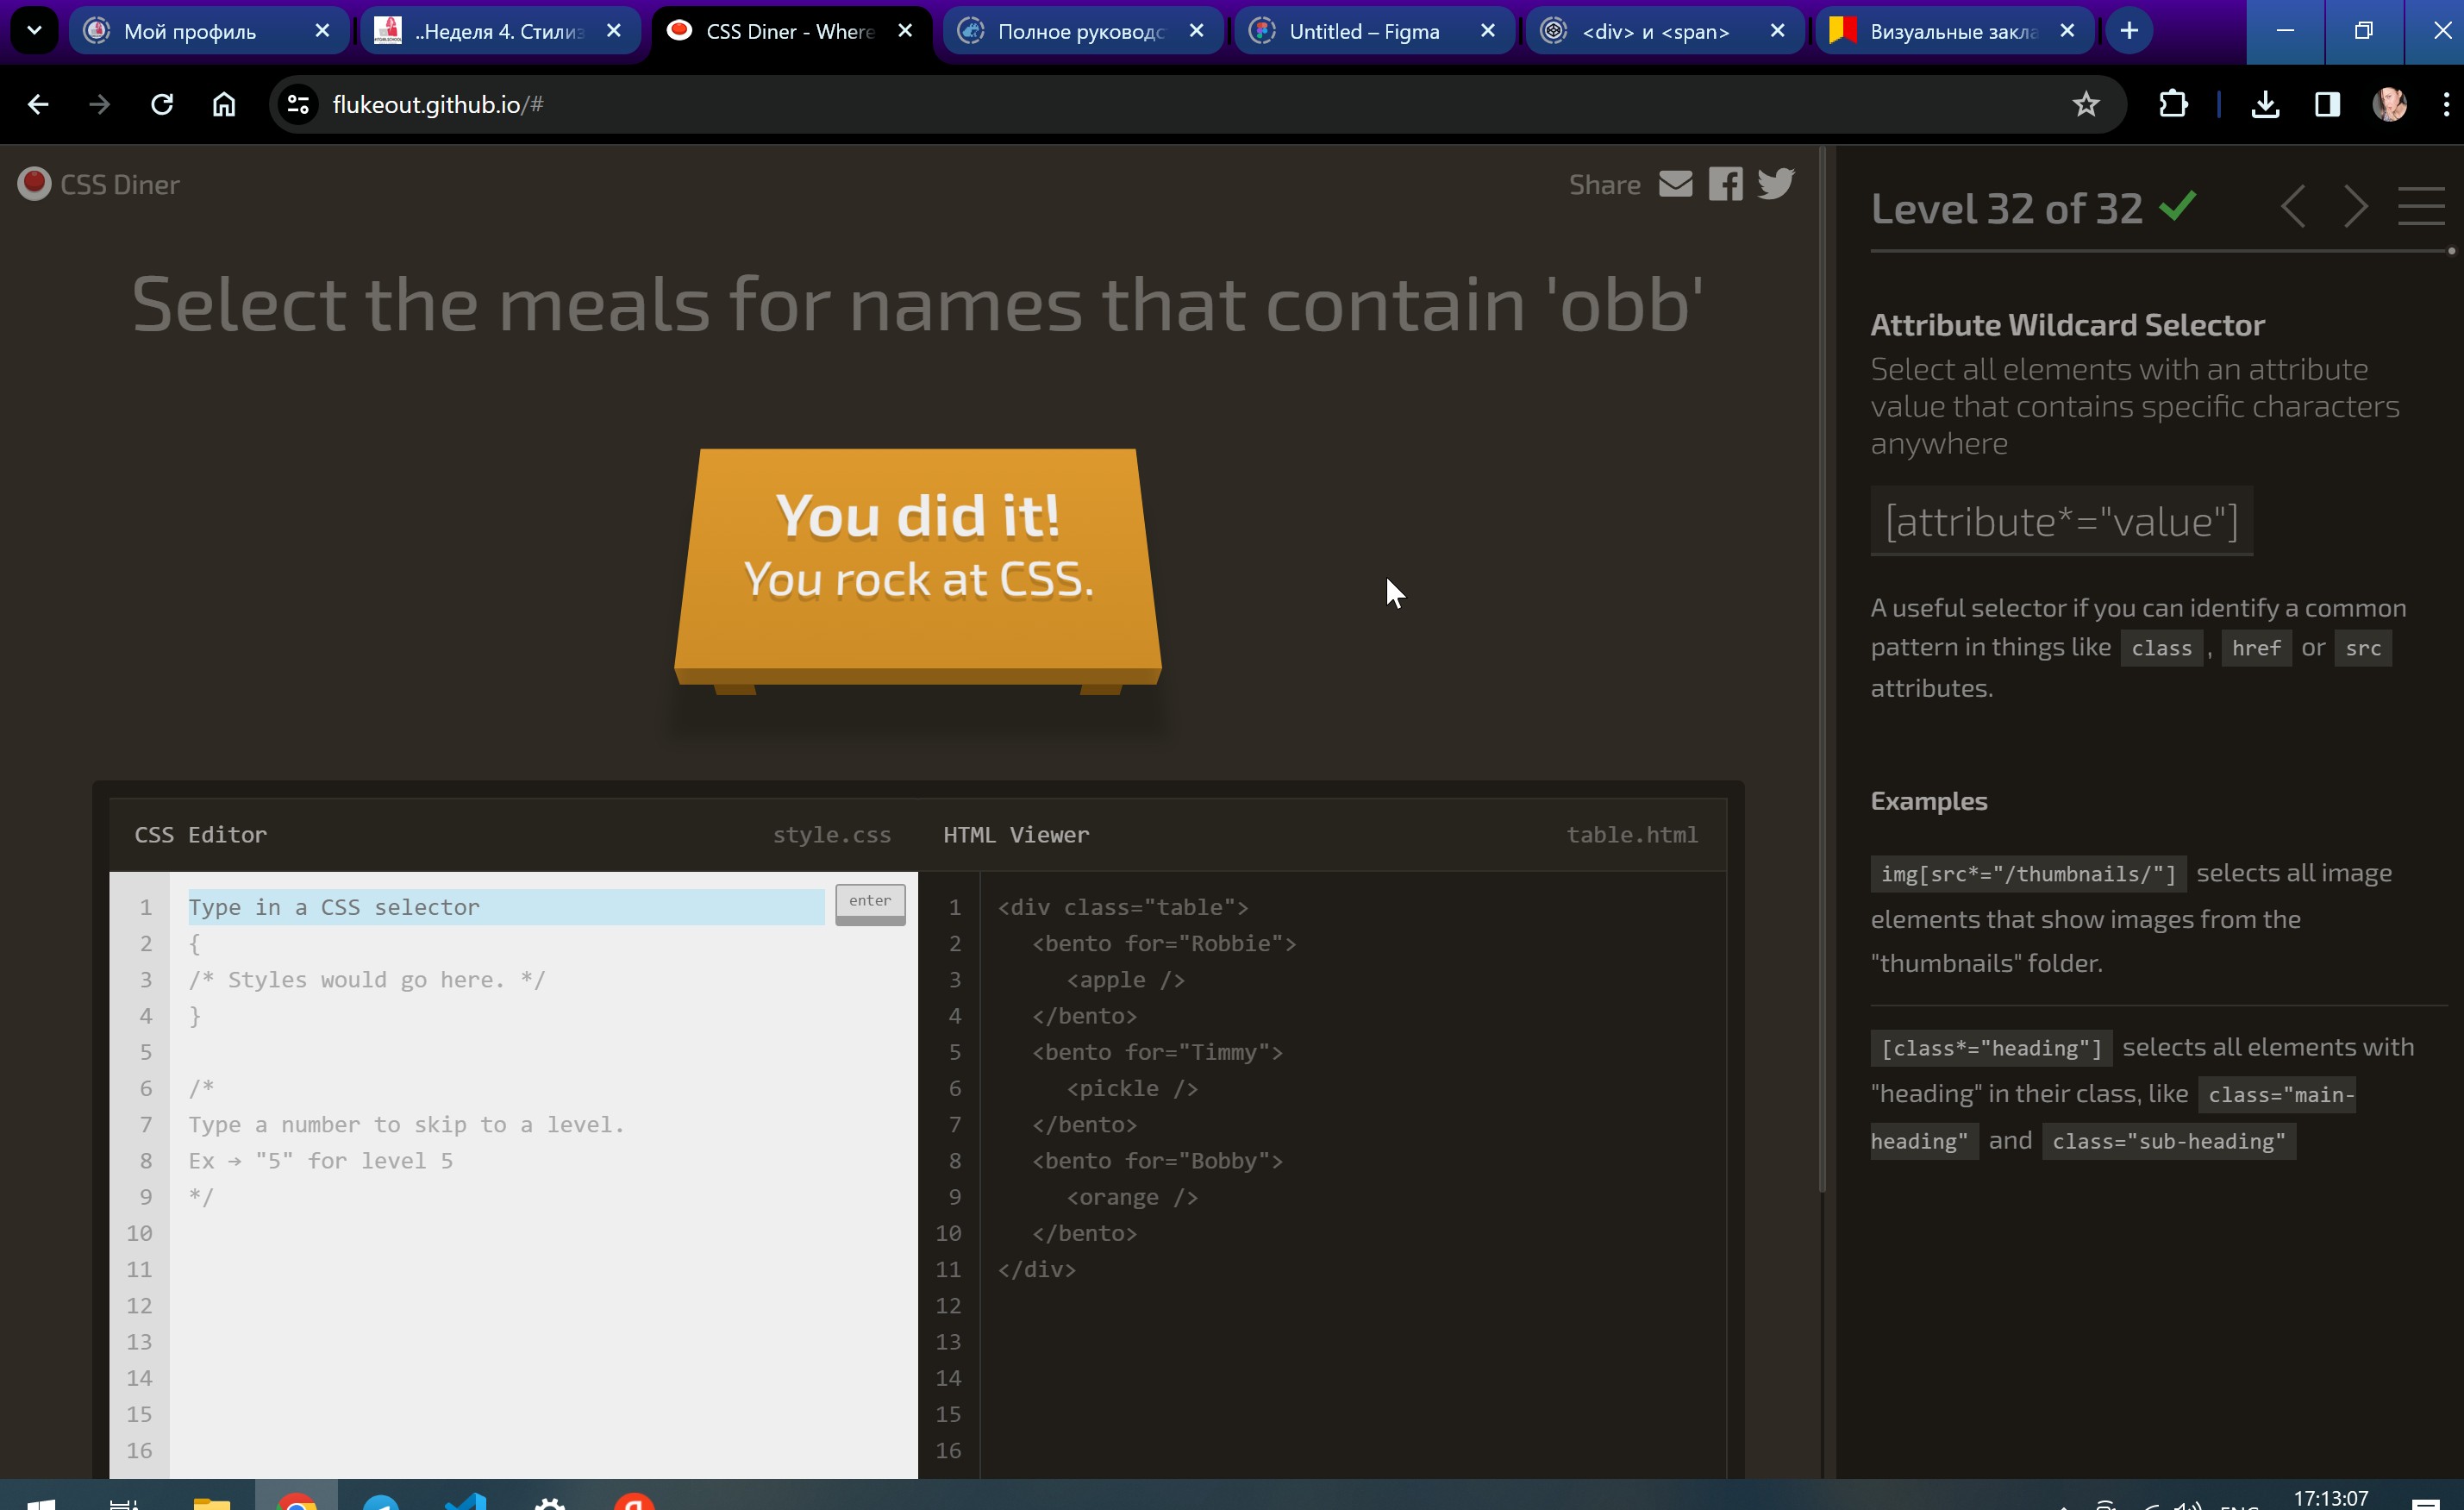 Мой профиль
..Неделя 4. Стилиз
CSS Diner - Where
Полное руководс
Untitled – Figma
<div> и <span>
Визуальные закла
flukeout.github.io/#
CSS Diner
Share
Level 32 of 32
Select the meals for names that contain 'obb'
You did it!
You rock at CSS.
Attribute Wildcard Selector
Select all elements with an attribute
value that contains specific characters
anywhere
[attribute*="value"]
A useful selector if you can identify a common
pattern in things like class , href or src
attributes.
Examples
img[src*="/thumbnails/"] selects all image
elements that show images from the
"thumbnails" folder.
[class*="heading"] selects all elements with
"heading" in their class, like class="main-
heading" and class="sub-heading"
CSS Editor
style.css
1 Type in a CSS selector
enter
2 {
3 /* Styles would go here. */
4 }
5
6 /*
7 Type a number to skip to a level.
8 Ex → "5" for level 5
9 */
10
11
12
13
14
15
16
HTML Viewer
table.html
1 <div class="table">
2 <bento for="Robbie">
3 <apple />
4 </bento>
5 <bento for="Timmy">
6 <pickle />
7 </bento>
8 <bento for="Bobby">
9 <orange />
10 </bento>
11 </div>
12
13
14
15
16
17:13:07